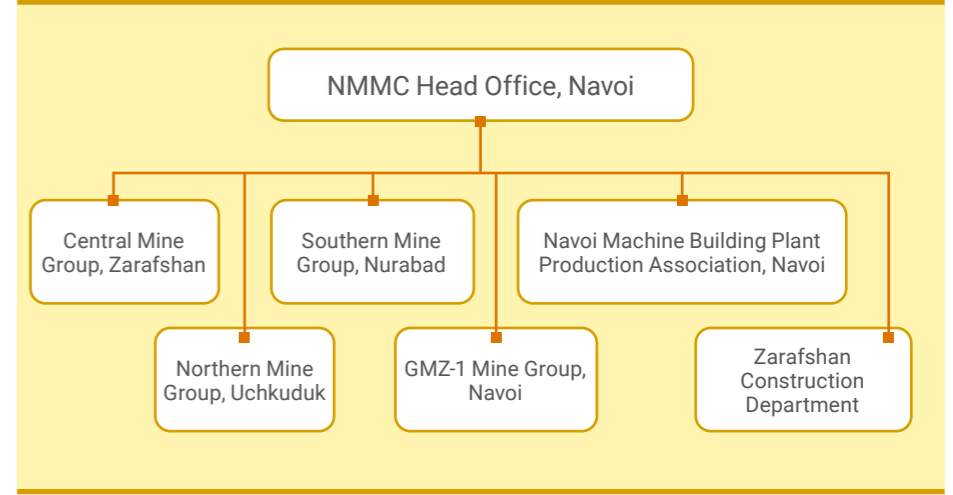 NMMC Head Office, Navoi
Central Mine
Group, Zarafshan
Southern Mine
Group, Nurabad
Navoi Machine Building Plant
Production Association, Navoi
Northern Mine
Group, Uchkuduk
GMZ-1 Mine Group,
Navoi
Zarafshan
Construction
Department